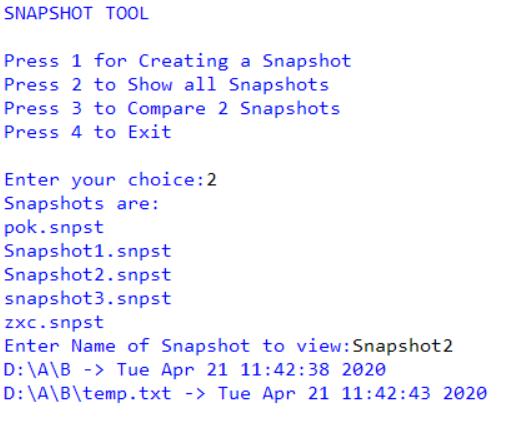 SNAPSHOT TOOL
Press 1 for Creating a Snapshot
Press 2 to Show all Snapshots
Press 3 to Compare 2 Snapshots
Press 4 to Exit
Enter your choice:2
Snapshots are:
pok.snpst
Snapshot1.snpst
Snapshot2.snpst
snapshot3.snpst
zxc.snpst
Enter Name of Snapshot to view:Snapshot2
D:\A\B -> Tue Apr 21 11:42:38 2020
D:\A\B\temp.txt -> Tue Apr 21 11:42:43 2020